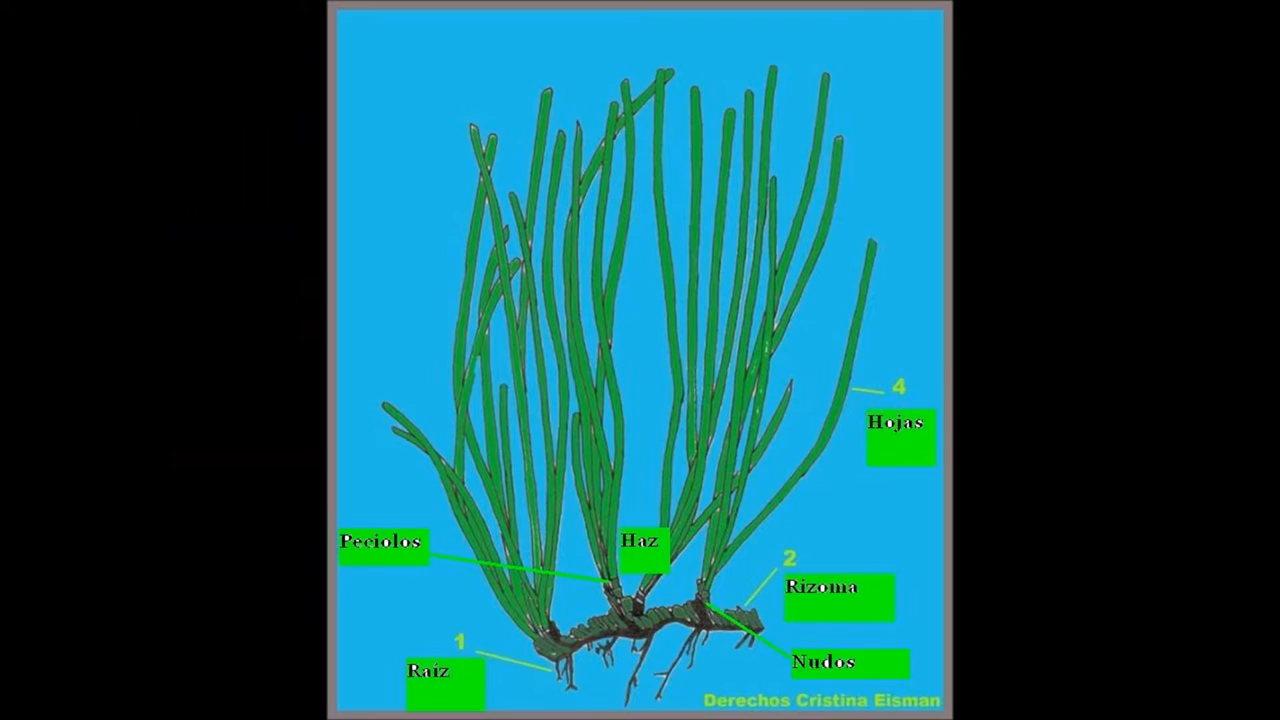 4
Hojas
Peciolos
Haz
2
Rizoma
1
Nudos
Raíz
Derechos Cristina Eisman